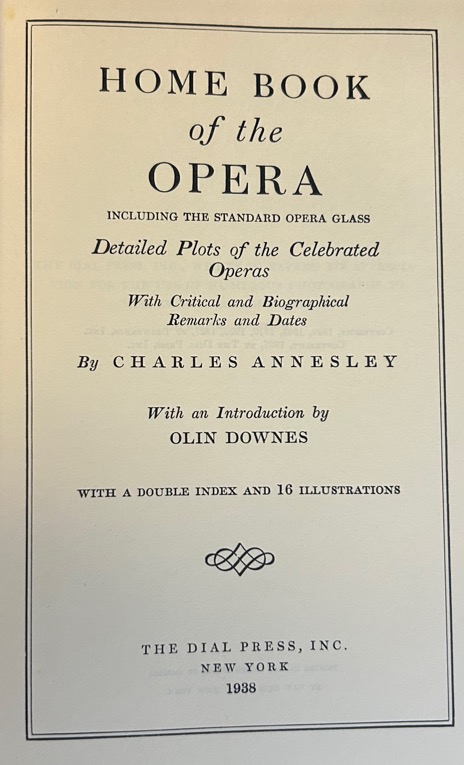 HOME BOOK
of the
OPERA
INCLUDING THE STANDARD OPERA GLASS
Detailed Plots of the Celebrated
Operas
With Critical and Biographical
Remarks and Dates
By CHARLES ANNESLEY
With an Introduction by
OLIN DOWNES
WITH A DOUBLE INDEX AND 16 ILLUSTRATIONS
THE DIAL PRESS, INC.
NEW YORK
1938